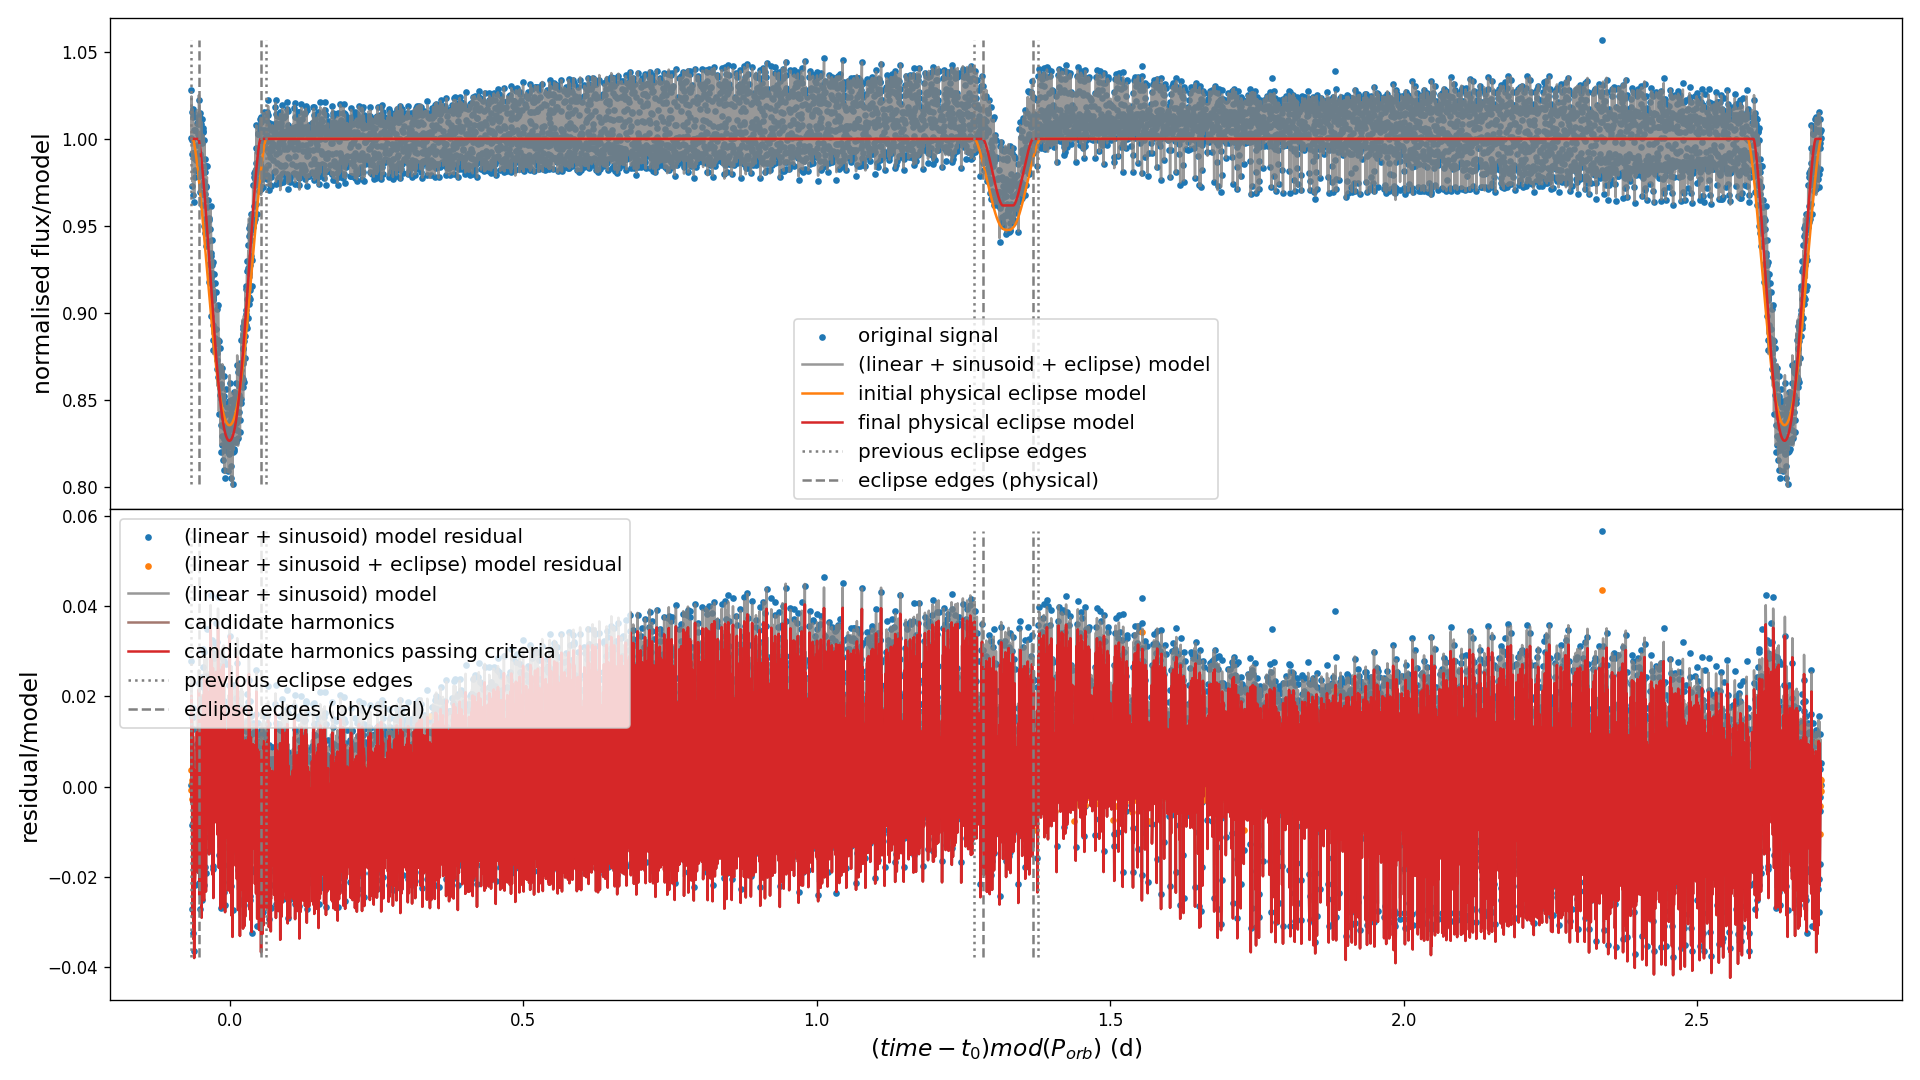 1.05
1.00
0.95
0.90
0.85
0.80
normalised flux/model
original signal
(linear + sinusoid + eclipse) model
initial physical eclipse model
final physical eclipse model
previous eclipse edges
eclipse edges (physical)
0.06
0.04
0.02
0.00
−0.02
−0.04
residual/model
(linear + sinusoid) model residual
(linear + sinusoid + eclipse) model residual
(linear + sinusoid) model
candidate harmonics
candidate harmonics passing criteria
previous eclipse edges
eclipse edges (physical)
0.0 0.5 1.0 1.5 2.0 2.5
(time − t₀)mod(P_orb) (d)